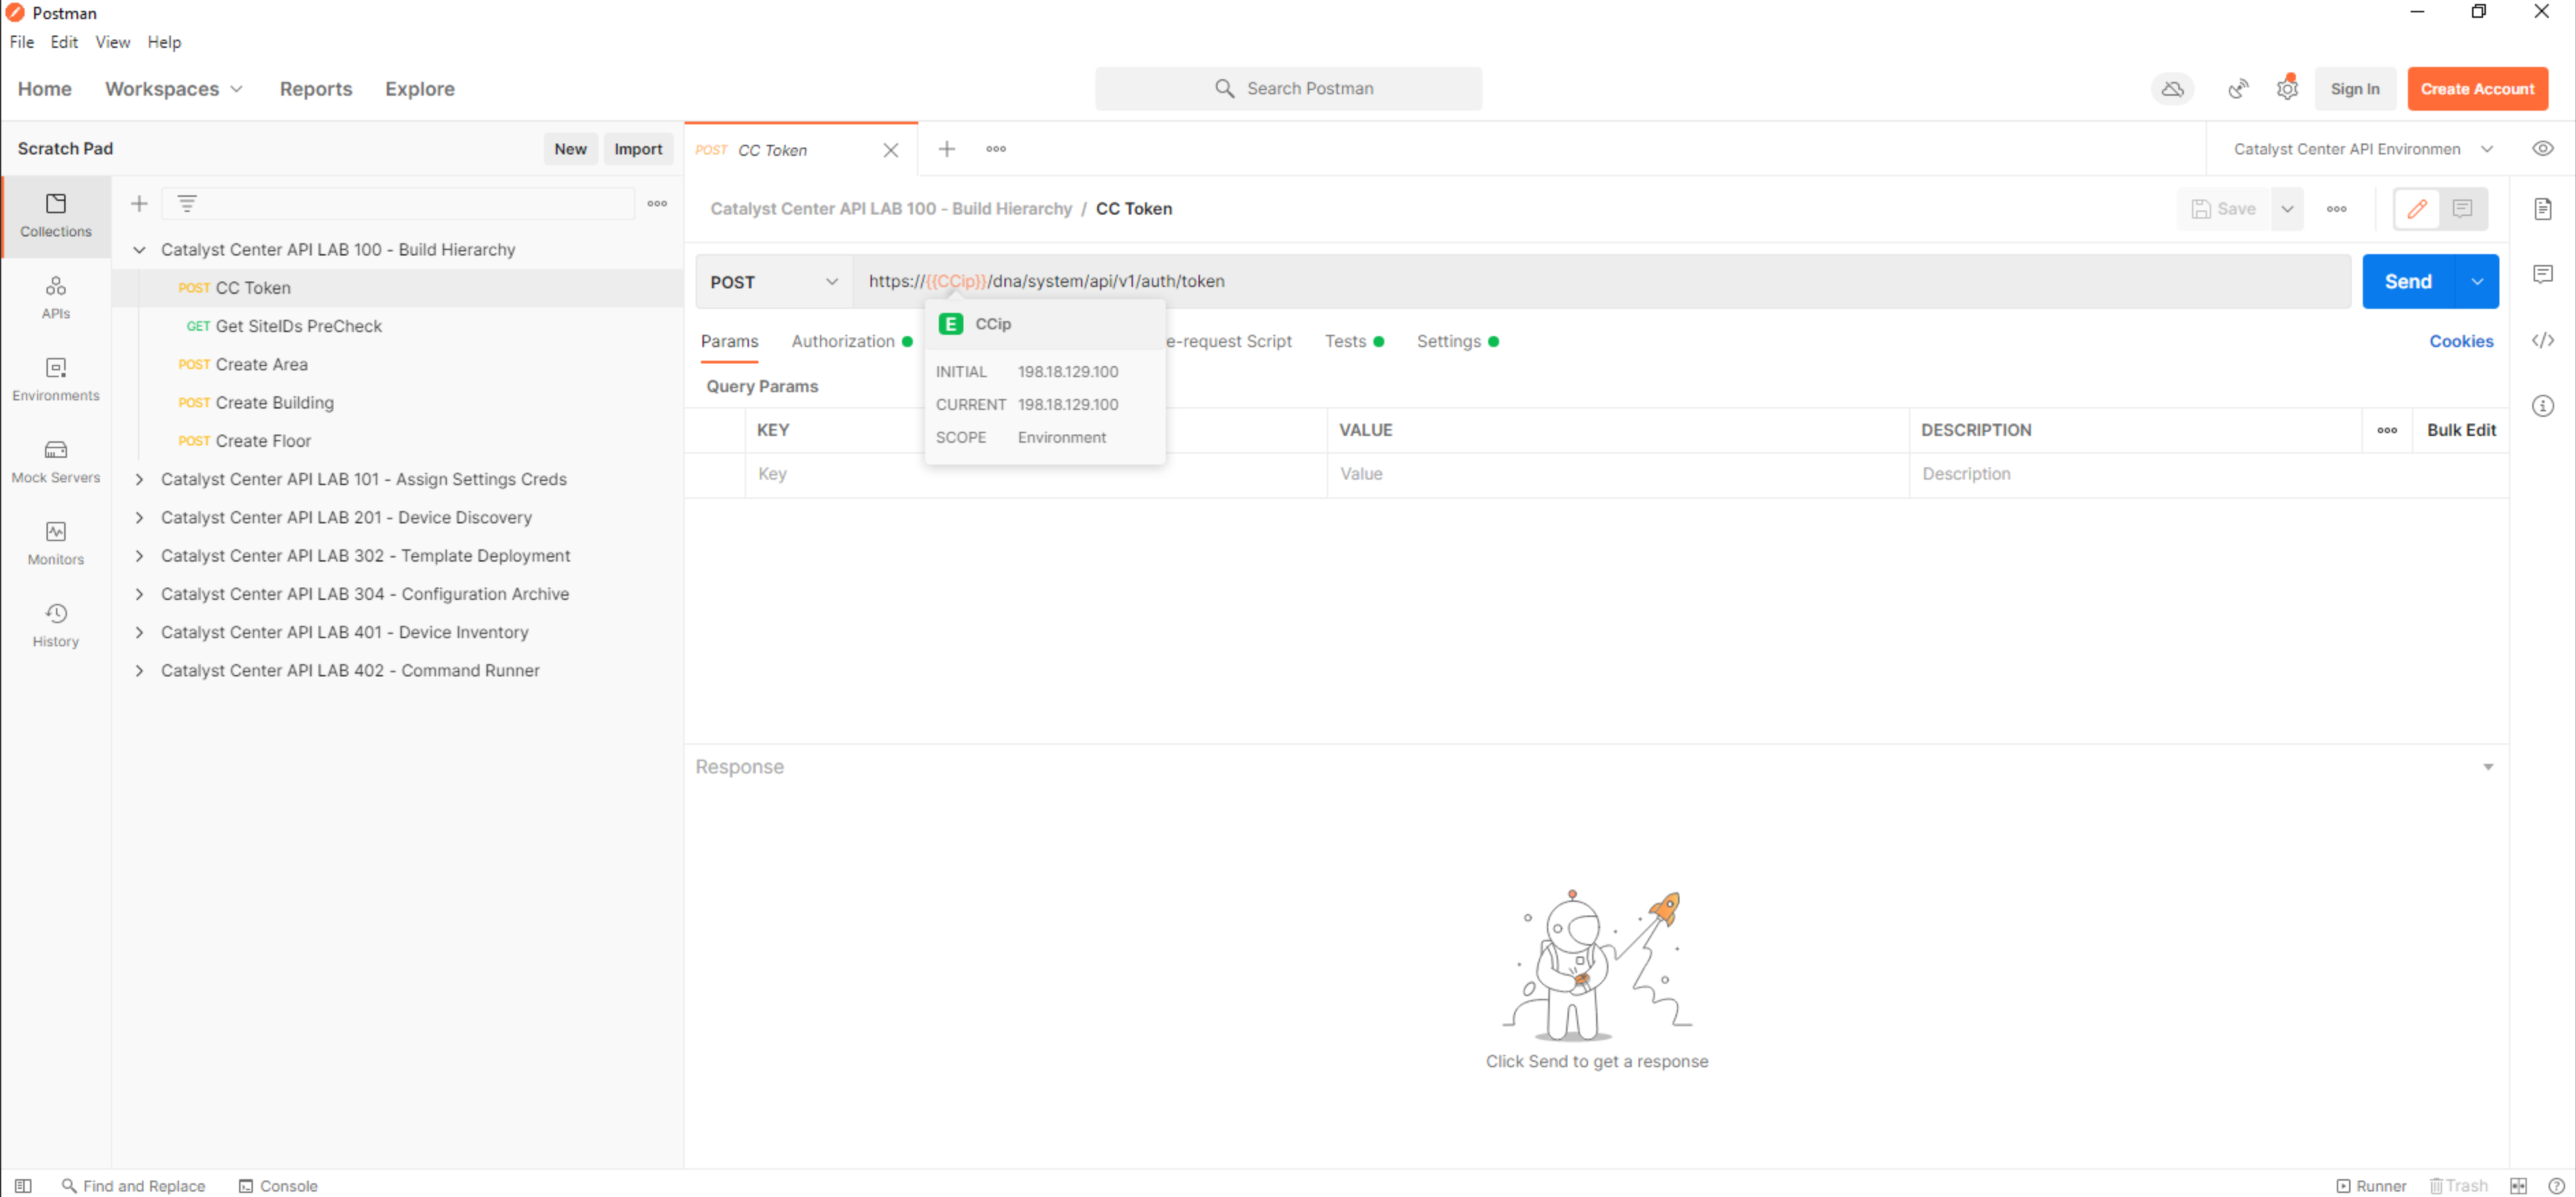 Postman
File Edit View Help
Home Workspaces Reports Explore
Search Postman
Sign In
Create Account
Scratch Pad
New
Import
POST CC Token
Catalyst Center API Environmen
Collections
APIs
Environments
Mock Servers
Monitors
History
Catalyst Center API LAB 100 - Build Hierarchy
POST CC Token
GET Get SiteIDs PreCheck
POST Create Area
POST Create Building
POST Create Floor
Catalyst Center API LAB 101 - Assign Settings Creds
Catalyst Center API LAB 201 - Device Discovery
Catalyst Center API LAB 302 - Template Deployment
Catalyst Center API LAB 304 - Configuration Archive
Catalyst Center API LAB 401 - Device Inventory
Catalyst Center API LAB 402 - Command Runner
Catalyst Center API LAB 100 - Build Hierarchy / CC Token
Save
POST
https://{{CCip}}/dna/system/api/v1/auth/token
Send
E CCip
INITIAL 198.18.129.100
CURRENT 198.18.129.100
SCOPE Environment
Params Authorization e-request Script Tests Settings
Cookies
Query Params
KEY VALUE DESCRIPTION
Bulk Edit
Key Value Description
Response
Click Send to get a response
Find and Replace
Console
Runner
Trash